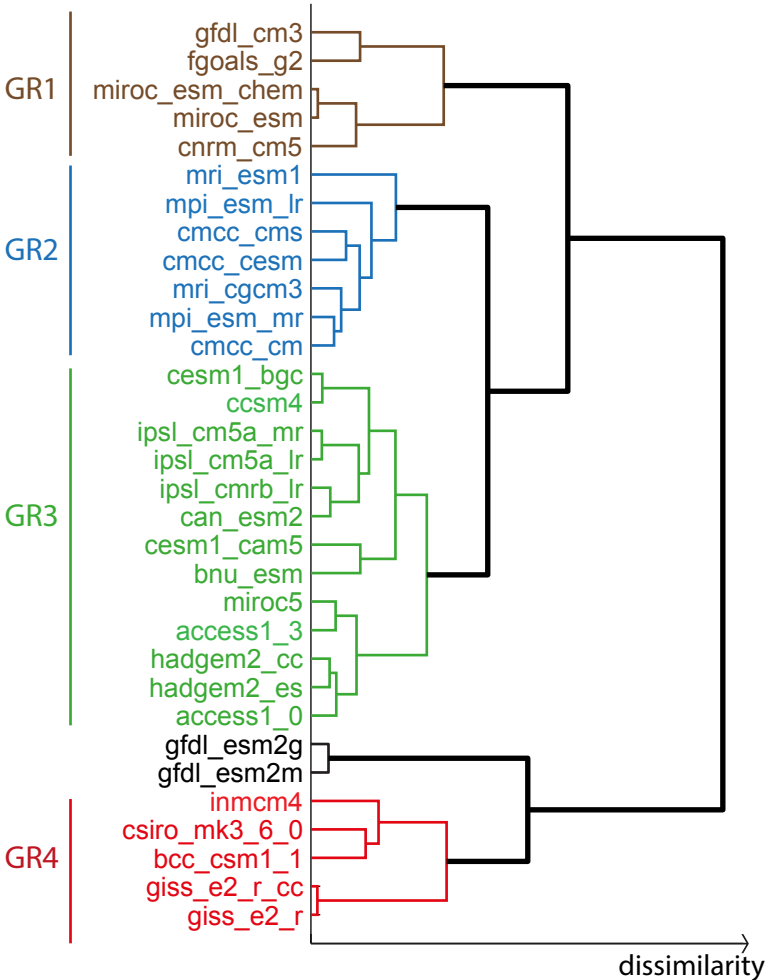 gfdl_cm3
fgoals_g2
GR1
miroc_esm_chem
miroc_esm
cnrm_cm5
mri_esm1
mpi_esm_lr
cmcc_cms
GR2
cmcc_cesm
mri_cgcm3
mpi_esm_mr
cmcc_cm
cesm1_bgc
ccsm4
ipsl_cm5a_mr
ipsl_cm5a_lr
ipsl_cmrb_lr
GR3
can_esm2
cesm1_cam5
bnu_esm
miroc5
access1_3
hadgem2_cc
hadgem2_es
access1_0
gfdl_esm2g
gfdl_esm2m
inmcm4
csiro_mk3_6_0
GR4
bcc_csm1_1
giss_e2_r_cc
giss_e2_r
dissimilarity